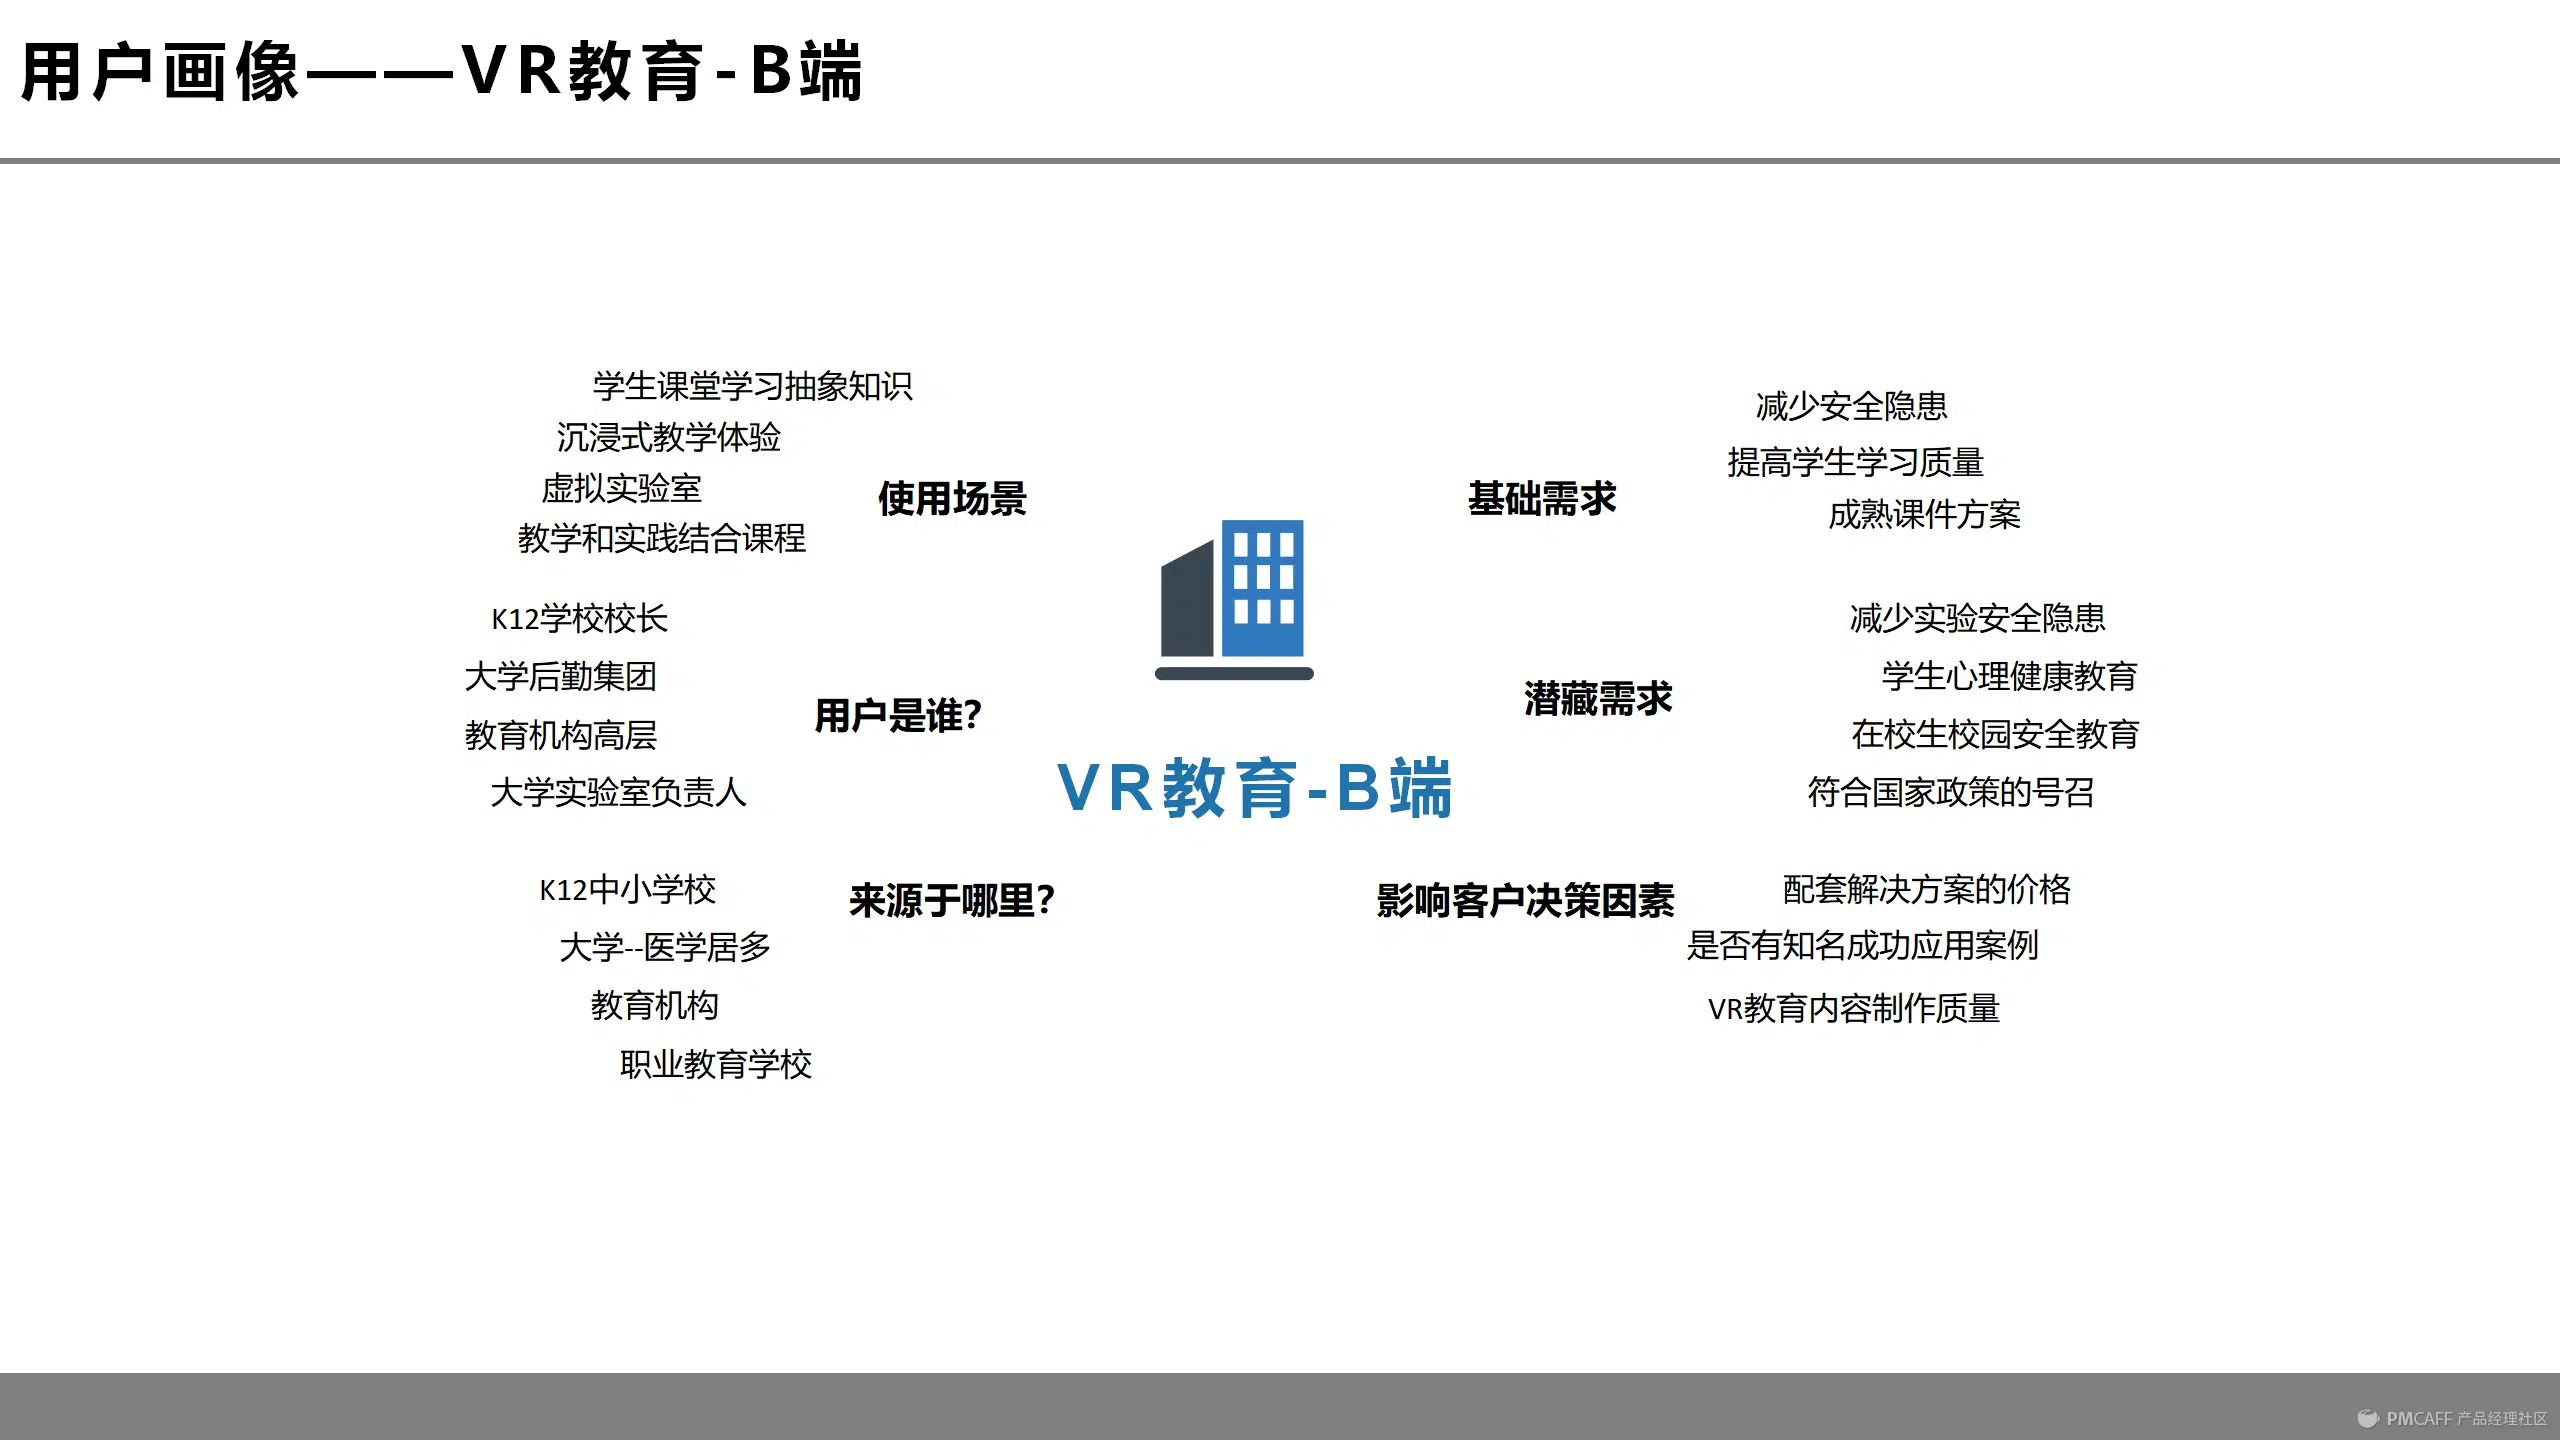 用户画像——VR教育-B端
学生课堂学习抽象知识
沉浸式教学体验
虚拟实验室
教学和实践结合课程
使用场景
K12学校校长
大学后勤集团
教育机构高层
大学实验室负责人
用户是谁?
K12中小学校
大学--医学居多
教育机构
职业教育学校
来源于哪里?
VR教育-B端
基础需求
减少安全隐患
提高学生学习质量
成熟课件方案
潜藏需求
减少实验安全隐患
学生心理健康教育
在校生校园安全教育
符合国家政策的号召
影响客户决策因素
配套解决方案的价格
是否有知名成功应用案例
VR教育内容制作质量
PMCAFF 产品经理社区